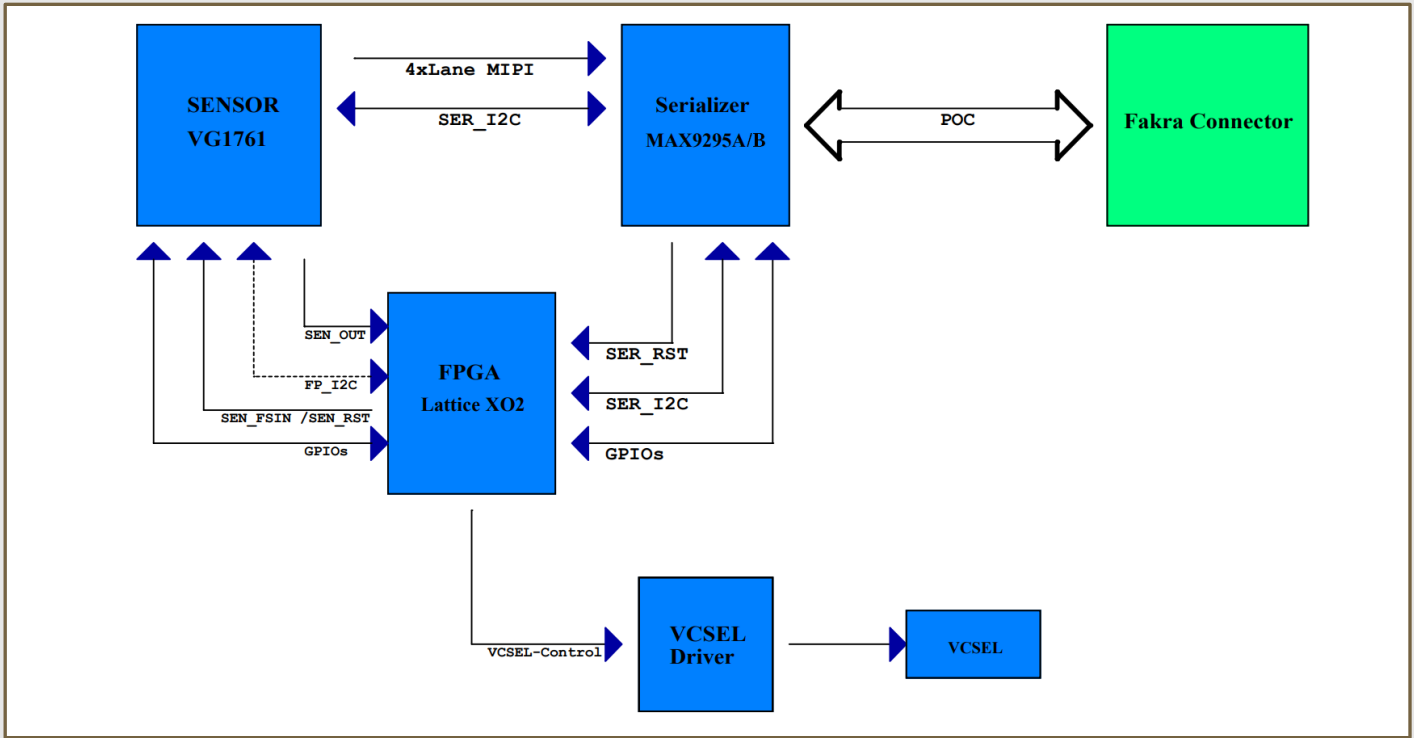 SENSOR
VG1761
4xLane MIPI
SER_I2C
Serializer
MAX9295A/B
POC
Fakra Connector
SEN_OUT
FP_I2C
SEN_FSIN /SEN_RST
GPIOs
FPGA
Lattice XO2
SER_RST
SER_I2C
GPIOs
VCSEL-Control
VCSEL
Driver
VCSEL